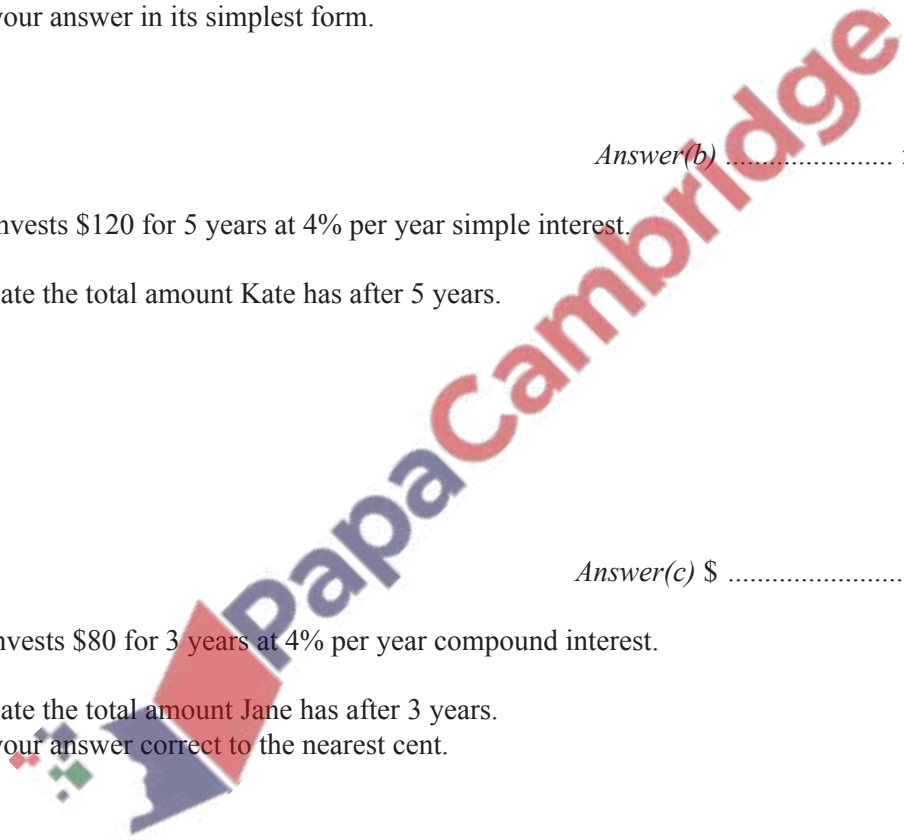 your answer in its simplest form.
Answer(b) ...................... :
nvests $120 for 5 years at 4% per year simple interest.
ate the total amount Kate has after 5 years.
Answer(c) $ ........................
nvests $80 for 3 years at 4% per year compound interest.
ate the total amount Jane has after 3 years.
your answer correct to the nearest cent.
PapaCambridge